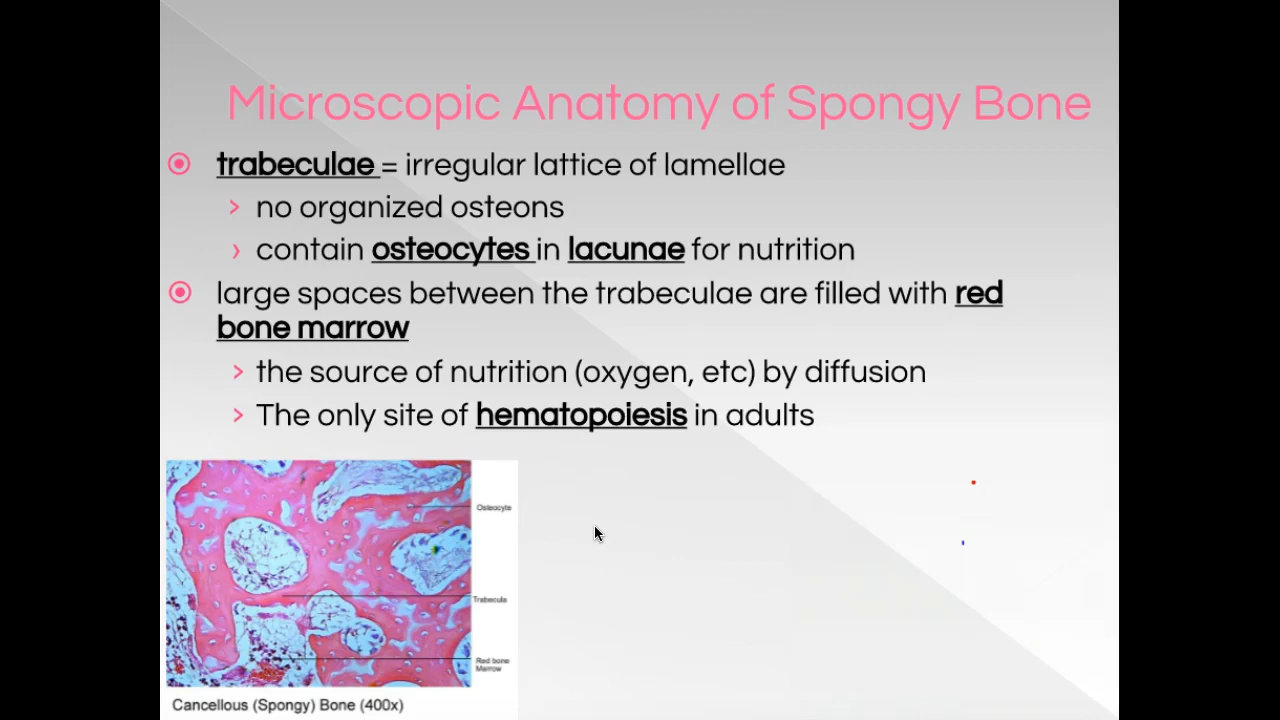 Microscopic Anatomy of Spongy Bone
trabeculae = irregular lattice of lamellae
no organized osteons
contain osteocytes in lacunae for nutrition
large spaces between the trabeculae are filled with red
bone marrow
the source of nutrition (oxygen, etc) by diffusion
The only site of hematopoiesis in adults
Osteocyte
Trabecula
Red bone
Marrow
Cancellous (Spongy) Bone (400x)